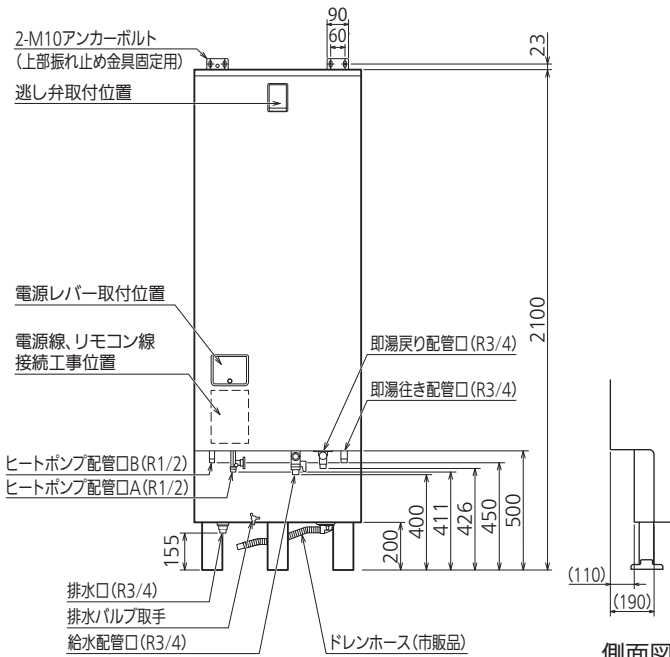 90
60
23
2-M10アンカーボルト
(上部振れ止め金具固定用)
逃し弁取付位置
2100
電源レバー取付位置
電源線、リモコン線
接続工事位置
即湯戻り配管口(R3/4)
即湯往き配管口(R3/4)
ヒートポンプ配管口B(R1/2)
ヒートポンプ配管口A(R1/2)
155
200
400
411
426
450
500
(110)
(190)
排水口(R3/4)
排水バルブ取手
給水配管口(R3/4)
ドレンホース(市販品)
側面図